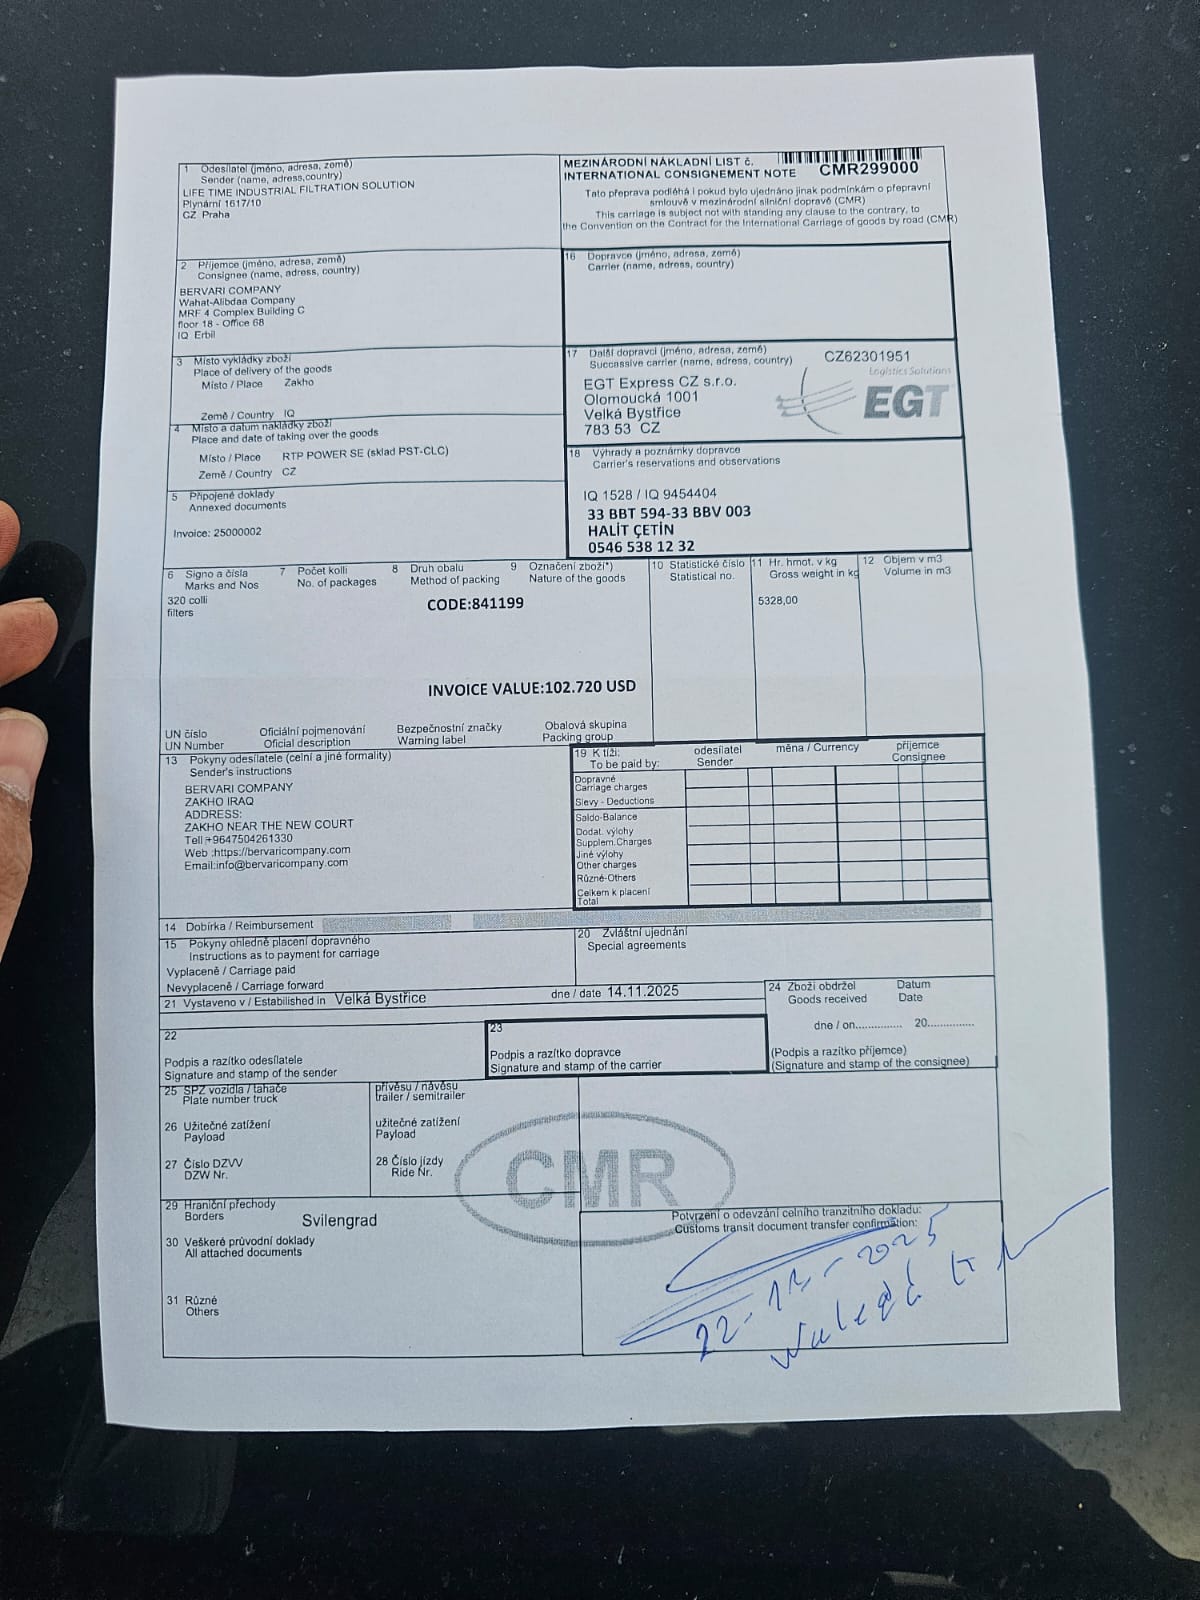 1 Odesílatel (jméno, adresa, země)
Sender (name, adress,country)
LIFE TIME INDUSTRIAL FILTRATION SOLUTION
Plynární 1617/10
CZ Praha
MEZINÁRODNÍ NÁKLADNÍ LIST č.
INTERNATIONAL CONSIGNEMENT NOTE CMR299000
Tato přeprava podléhá i pokud bylo ujednáno jinak podmínkám o přepravní
smlouvě v mezinárodní silniční dopravě (CMR)
This carriage is subject not with standing any clause to the contrary, to
the Convention on the Contract for the International Carriage of goods by road (CMR)
2 Příjemce (jméno, adresa, země)
Consignee (name, adress, country)
BERVARI COMPANY
Wahat-Alibdaa Company
MRF 4 Complex Building C
floor 18 - Office 68
IQ Erbil
16 Dopravce (jméno, adresa, země)
Carrier (name, adress, country)
3 Místo vykládky zboží
Place of delivery of the goods
Místo / Place Zakho
Země / Country IQ
17 Další dopravci (jméno, adresa, země) CZ62301951
Successive carrier (name, adress, country)
EGT Express CZ s.r.o.
Olomoucká 1001
Velká Bystřice
783 53 CZ
Logistics Solutions
EGT
4 Místo a datum nakládky zboží
Place and date of taking over the goods
Místo / Place RTP POWER SE (sklad PST-CLC)
Země / Country CZ
18 Výhrady a poznámky dopravce
Carrier's reservations and observations
IQ 1528 / IQ 9454404
33 BBT 594-33 BBV 003
HALİT ÇETİN
0546 538 12 32
5 Připojené doklady
Annexed documents
Invoice: 25000002
6 Signo a čísla 7 Počet kolli 8 Druh obalu 9 Označení zboží*) 10 Statistické číslo 11 Hr. hmot. v kg 12 Objem v m3
Marks and Nos No. of packages Method of packing Nature of the goods Statistical no. Gross weight in kg Volume in m3
320 colli CODE:841199 5328,00
filters
INVOICE VALUE:102.720 USD
UN číslo Oficiální pojmenování Bezpečnostní značky Obalová skupina
UN Number Oficial description Warning label Packing group
13 Pokyny odesílatele (celní a jiné formality)
Sender's instructions
BERVARI COMPANY
ZAKHO IRAQ
ADDRESS:
ZAKHO NEAR THE NEW COURT
Tell:+9647504261330
Web :https://bervaricompany.com
Email:info@bervaricompany.com
19 K tíži: odesílatel měna / Currency příjemce
To be paid by: Sender Consignee
Dopravné
Carriage charges
Slevy - Deductions
Saldo-Balance
Dodat. výlohy
Supplem.Charges
Jiné výlohy
Other charges
Různé-Others
Celkem k placení
Total
14 Dobírka / Reimbursement
15 Pokyny ohledně placení dopravného
Instructions as to payment for carriage
Vyplaceně / Carriage paid
Nevyplaceně / Carriage forward
20 Zvláštní ujednání
Special agreements
21 Vystaveno v / Estabilished in Velká Bystřice dne / date 14.11.2025
24 Zboží obdržel Datum
Goods received Date
dne / on............... 20...............
(Podpis a razítko příjemce)
(Signature and stamp of the consignee)
22
Podpis a razítko odesílatele
Signature and stamp of the sender
23
Podpis a razítko dopravce
Signature and stamp of the carrier
25 SPZ vozidla / tahače přívěsu / návěsu
Plate number truck trailer / semitrailer
26 Užitečné zatížení užitečné zatížení
Payload Payload
27 Číslo DZVV 28 Číslo jízdy
DZW Nr. Ride Nr.
CMR
29 Hraniční přechody
Borders Svilengrad
30 Veškeré průvodní doklady
All attached documents
31 Různé
Others
Potvrzení o odevzání celního tranzitního dokladu:
Customs transit document transfer confirmation: